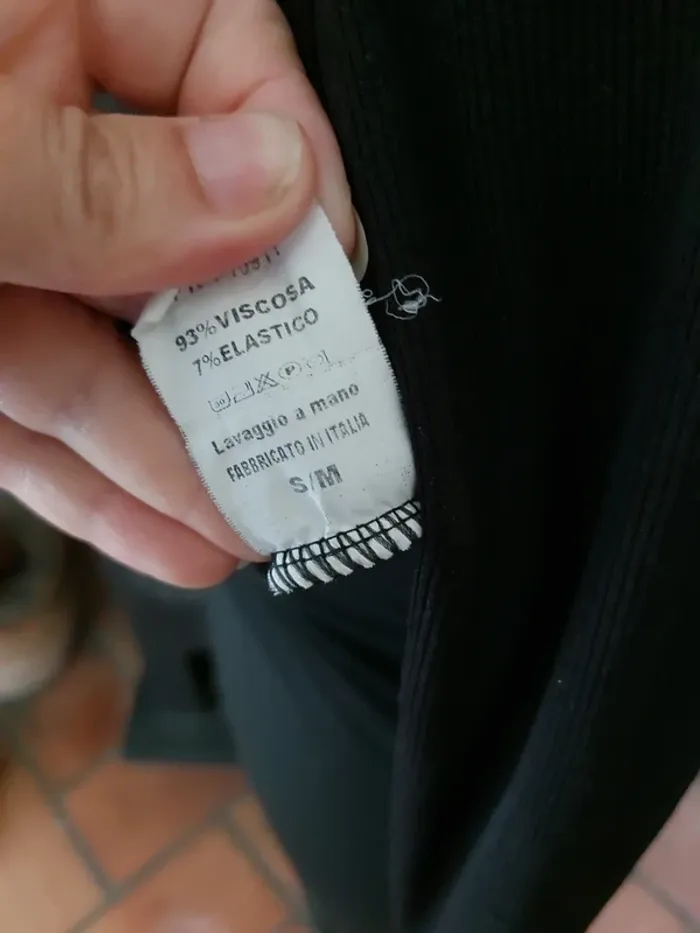 93%VISCOSA
7%ELASTICO
Lavaggio a mano
FABBRICATO IN ITALIA
S/M